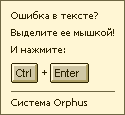 Ошибка в тексте?
Выделите ее мышкой!
И нажмите:
Ctrl + Enter
Система Orphus